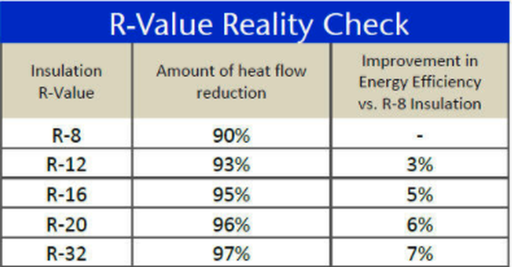 R-Value Reality Check
Insulation
R-Value
Amount of heat flow
reduction
Improvement in
Energy Efficiency
vs. R-8 Insulation
R-8 90% -
R-12 93% 3%
R-16 95% 5%
R-20 96% 6%
R-32 97% 7%